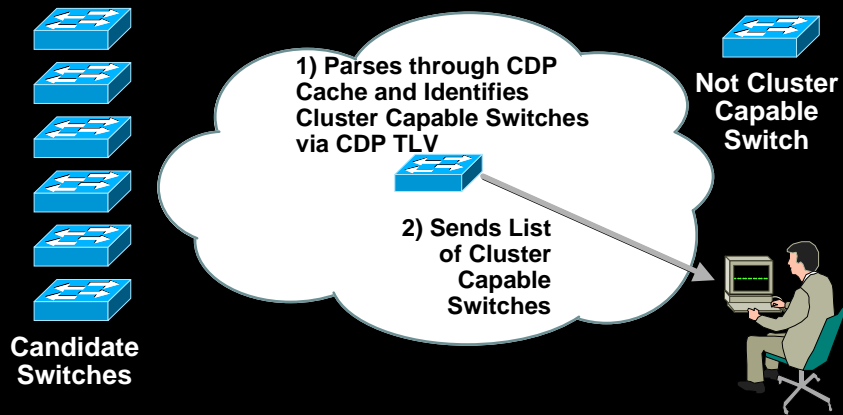 1) Parses through CDP
Cache and Identifies
Cluster Capable Switches
via CDP TLV
Not Cluster
Capable
Switch
2) Sends List
of Cluster
Capable
Switches
Candidate
Switches